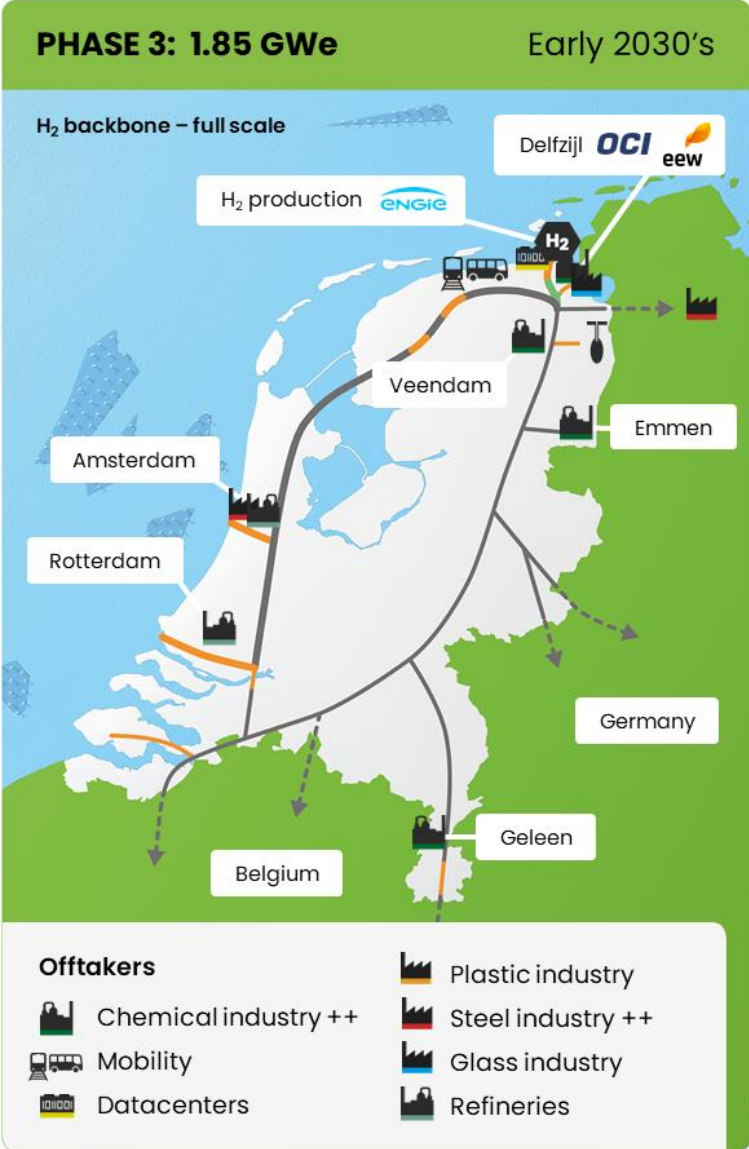 PHASE 3: 1.85 GWe
Early 2030's
H₂ backbone – full scale
Delfzijl OCI eew
H₂ production ENGIE
H₂
Veendam
Emmen
Amsterdam
Rotterdam
Germany
Geleen
Belgium
Offtakers
Chemical industry ++
Mobility
Datacenters
Plastic industry
Steel industry ++
Glass industry
Refineries